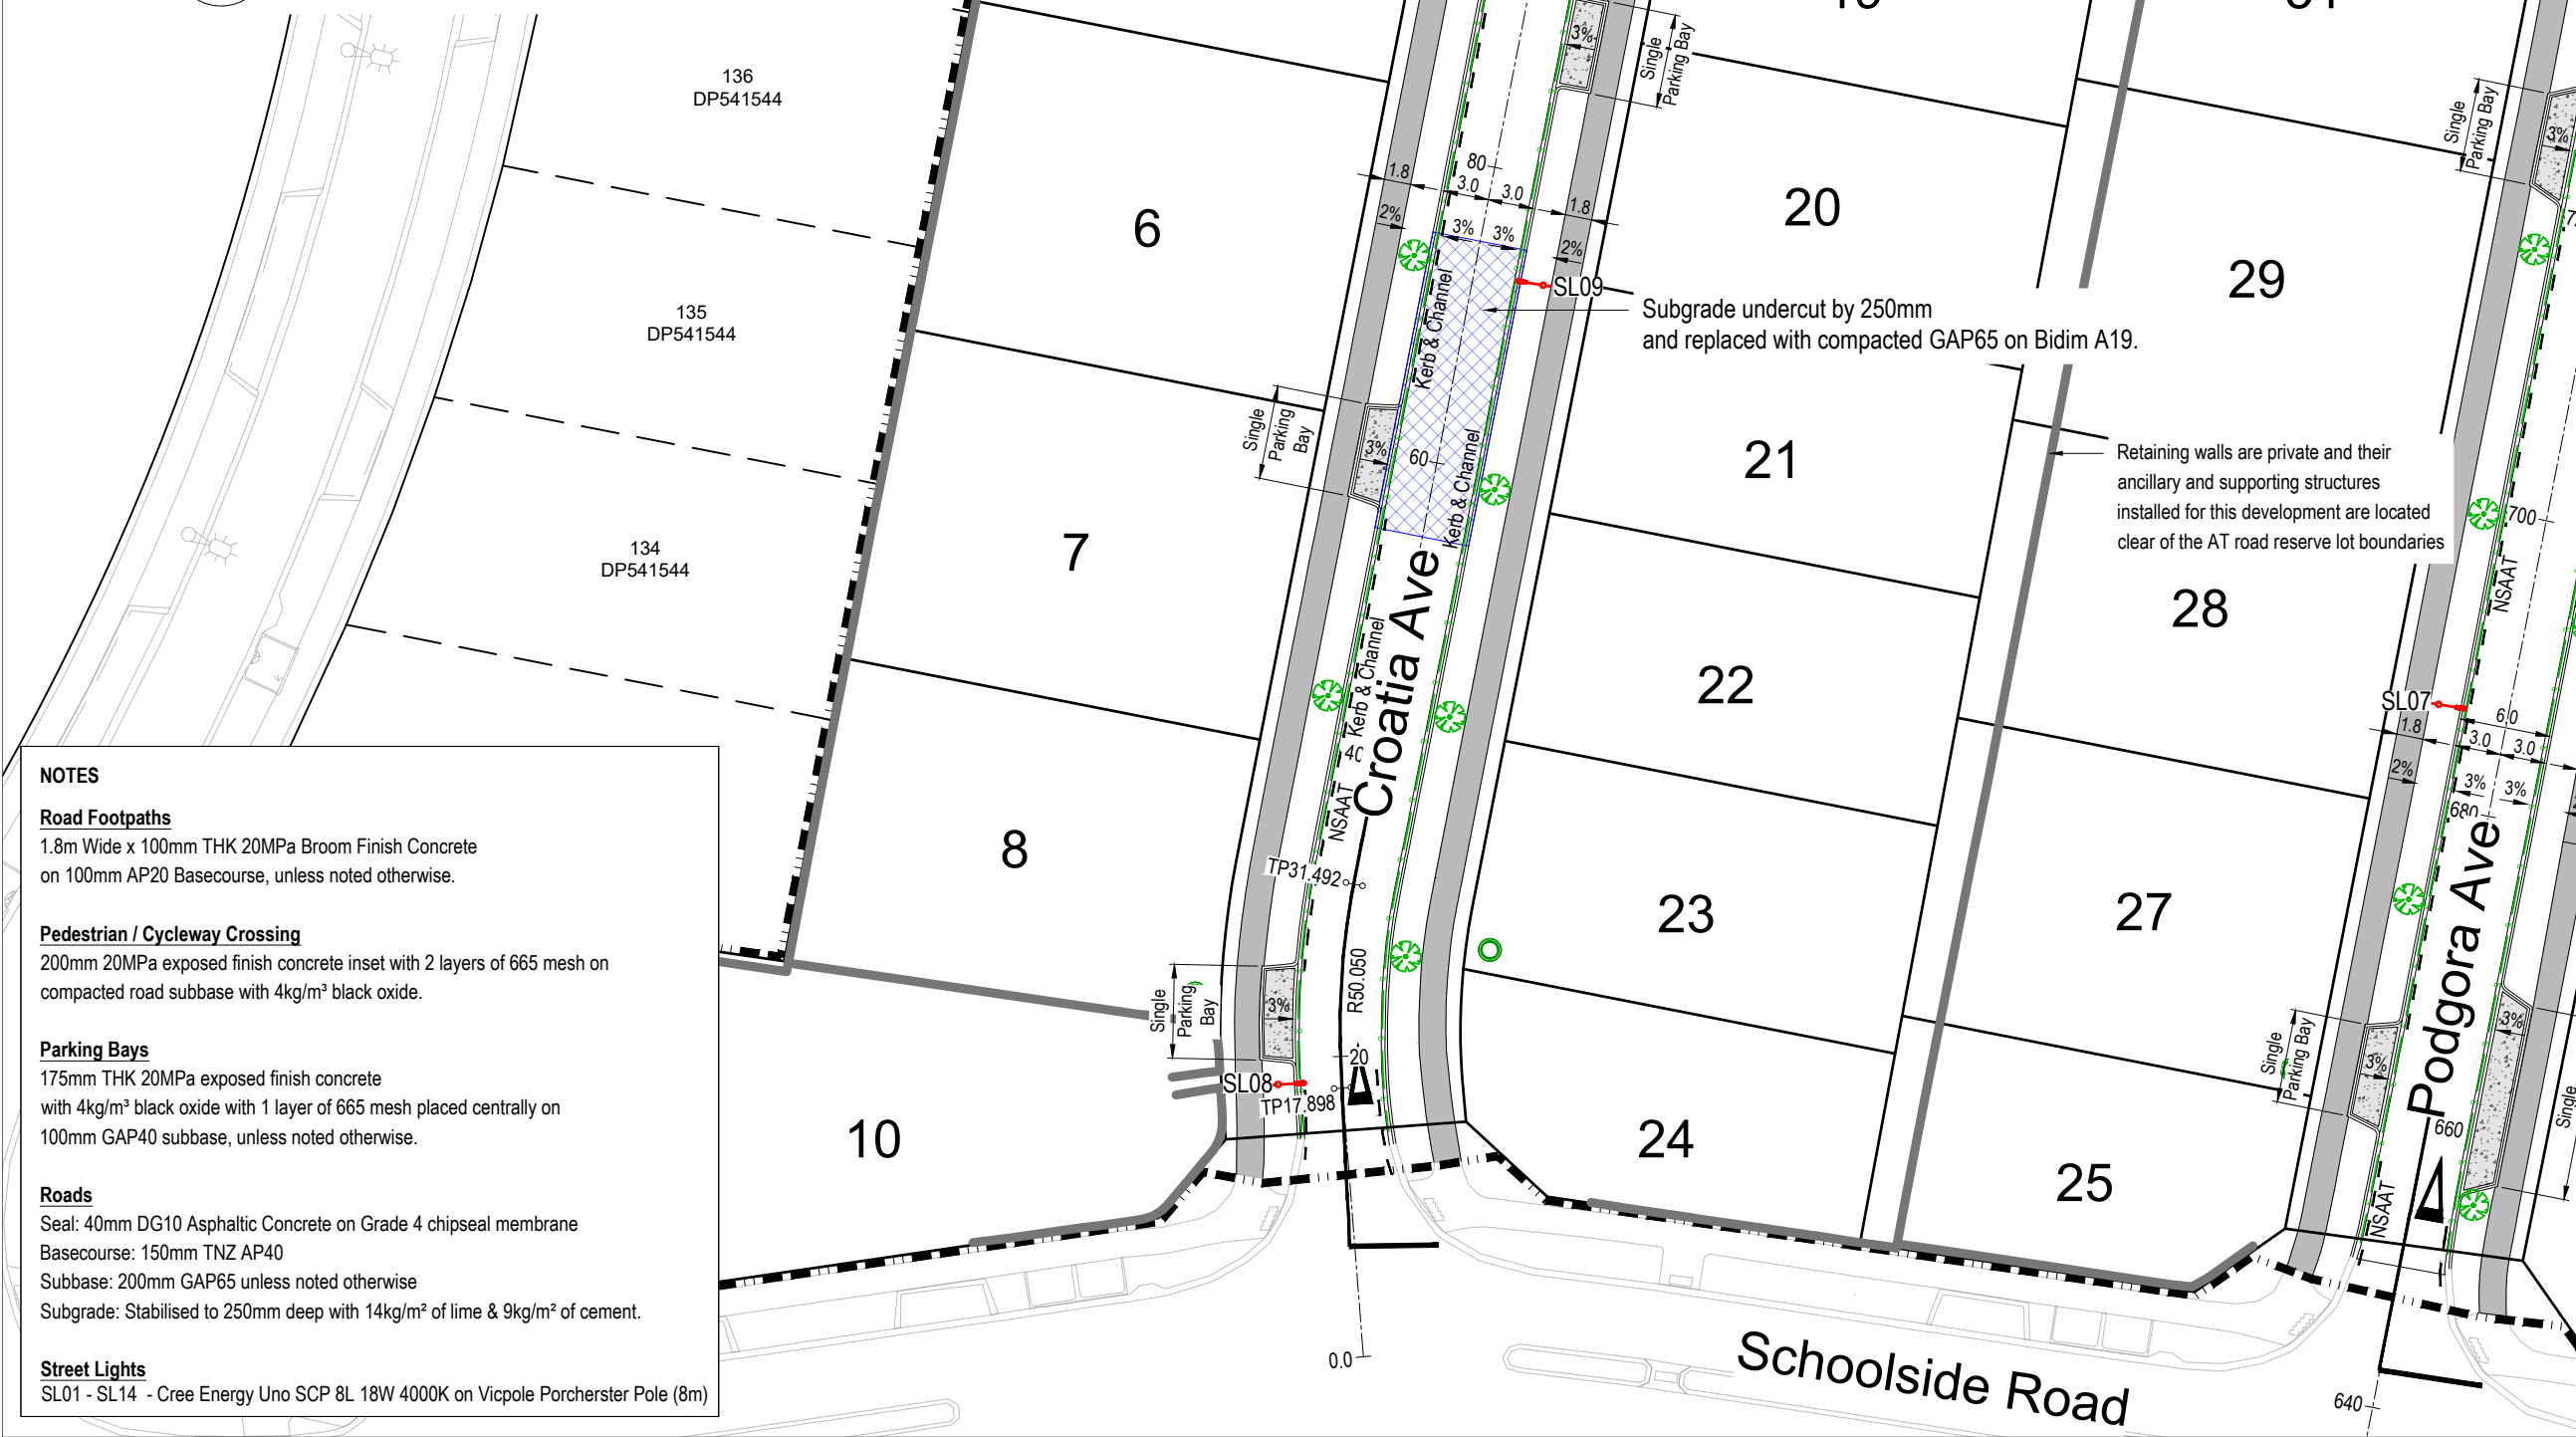 136
DP541544
135
DP541544
134
DP541544
6
7
8
10
20
21
22
23
24
29
28
27
25
Single
Parking Bay
3%
80
1.8
3.0
3.0
1.8
2%
3%
3%
2%
SL09
Kerb & Channel
Subgrade undercut by 250mm
and replaced with compacted GAP65 on Bidim A19.
Single
Parking
Bay
3%
60
Kerb & Channel
Croatia Ave
Kerb & Channel
40
NSAAT
TP31.492
R50.050
Single
Parking
Bay
3%
20
SL08
TP17.898
0.0
Single
Parking Bay
3%
Retaining walls are private and their
ancillary and supporting structures
installed for this development are located
clear of the AT road reserve lot boundaries
700
NSAAT
SL07
1.8
6.0
3.0
3.0
2%
3%
3%
680
Podgora Ave
Single
Parking Bay
3%
3%
Single
660
NSAAT
640
Schoolside Road
NOTES
Road Footpaths
1.8m Wide x 100mm THK 20MPa Broom Finish Concrete
on 100mm AP20 Basecourse, unless noted otherwise.
Pedestrian / Cycleway Crossing
200mm 20MPa exposed finish concrete inset with 2 layers of 665 mesh on
compacted road subbase with 4kg/m³ black oxide.
Parking Bays
175mm THK 20MPa exposed finish concrete
with 4kg/m³ black oxide with 1 layer of 665 mesh placed centrally on
100mm GAP40 subbase, unless noted otherwise.
Roads
Seal: 40mm DG10 Asphaltic Concrete on Grade 4 chipseal membrane
Basecourse: 150mm TNZ AP40
Subbase: 200mm GAP65 unless noted otherwise
Subgrade: Stabilised to 250mm deep with 14kg/m² of lime & 9kg/m² of cement.
Street Lights
SL01 - SL14 - Cree Energy Uno SCP 8L 18W 4000K on Vicpole Porcherster Pole (8m)